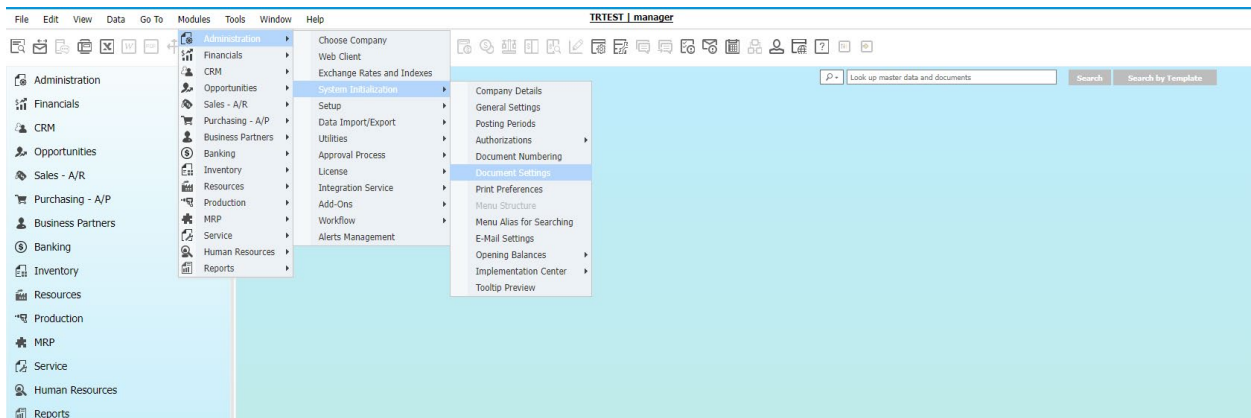 File Edit View Data Go To Modules Tools Window Help
TRTEST | manager
Look up master data and documents
Search
Search by Template
Administration
Financials
CRM
Opportunities
Sales - A/R
Purchasing - A/P
Business Partners
Banking
Inventory
Resources
Production
MRP
Service
Human Resources
Reports
Administration
Financials
CRM
Opportunities
Sales - A/R
Purchasing - A/P
Business Partners
Banking
Inventory
Resources
Production
MRP
Service
Human Resources
Reports
Choose Company
Web Client
Exchange Rates and Indexes
System Initialization
Setup
Data Import/Export
Utilities
Approval Process
License
Integration Service
Add-Ons
Workflow
Alerts Management
Company Details
General Settings
Posting Periods
Authorizations
Document Numbering
Document Settings
Print Preferences
Menu Structure
Menu Alias for Searching
E-Mail Settings
Opening Balances
Implementation Center
Tooltip Preview